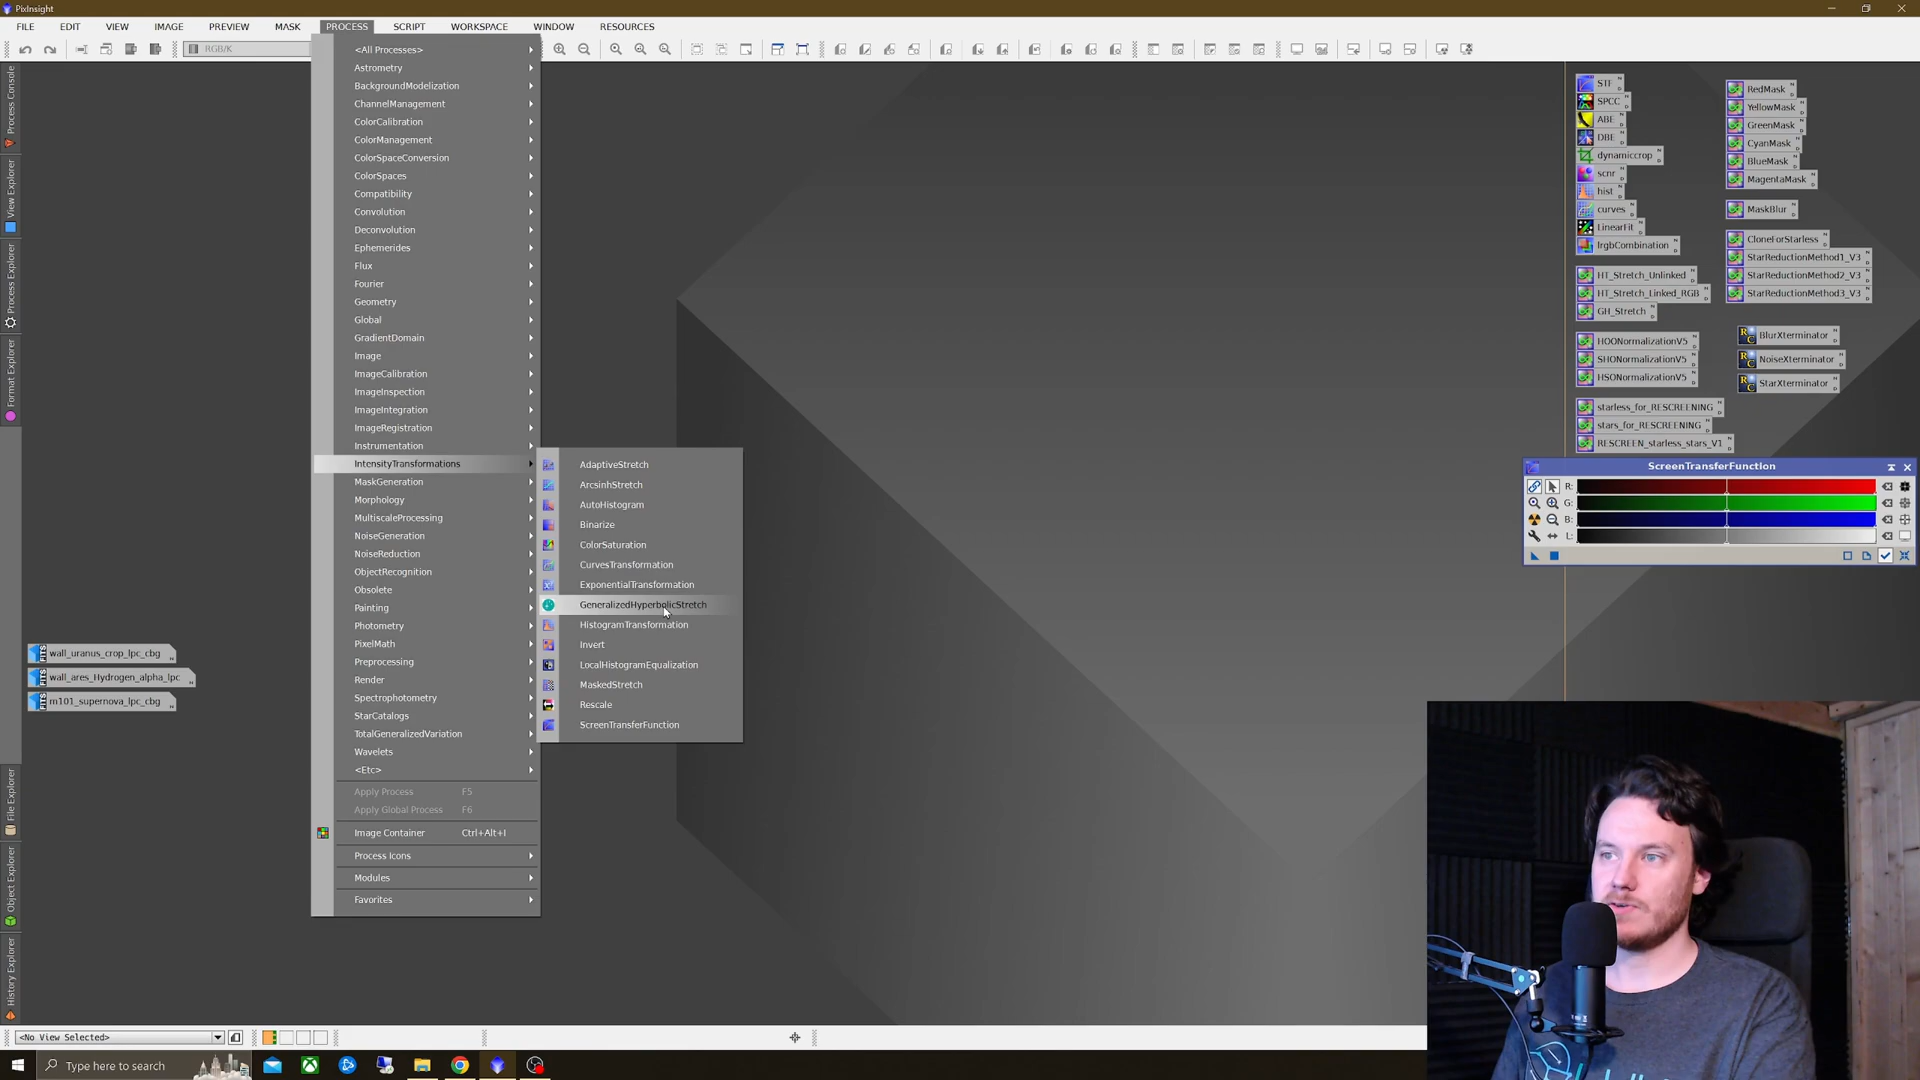 PixInsight
FILE EDIT VIEW IMAGE PREVIEW MASK PROCESS SCRIPT WORKSPACE WINDOW RESOURCES
RGB/K
Process Console
View Explorer
Process Explorer
Format Explorer
File Explorer
Object Explorer
History Explorer
<All Processes>
Astrometry
BackgroundModelization
ChannelManagement
ColorCalibration
ColorManagement
ColorSpaceConversion
ColorSpaces
Compatibility
Convolution
Deconvolution
Ephemerides
Flux
Fourier
Geometry
Global
GradientDomain
Image
ImageCalibration
ImageInspection
ImageIntegration
ImageRegistration
Instrumentation
IntensityTransformations
MaskGeneration
Morphology
MultiscaleProcessing
NoiseGeneration
NoiseReduction
ObjectRecognition
Obsolete
Painting
Photometry
PixelMath
Preprocessing
Render
Spectrophotometry
StarCatalogs
TotalGeneralizedVariation
Wavelets
<Etc>
Apply Process F5
Apply Global Process F6
Image Container Ctrl+Alt+I
Process Icons
Modules
Favorites
AdaptiveStretch
ArcsinhStretch
AutoHistogram
Binarize
ColorSaturation
CurvesTransformation
ExponentialTransformation
GeneralizedHyperbolicStretch
HistogramTransformation
Invert
LocalHistogramEqualization
MaskedStretch
Rescale
ScreenTransferFunction
wall_uranus_crop_lpc_cbg
wall_ares_Hydrogen_alpha_lpc
m101_supernova_lpc_cbg
STF
SPCC
ABE
DBE
dynamiccrop
scnr
hist
curves
LinearFit
lrgbCombination
HT_Stretch_Unlinked
HT_Stretch_Linked_RGB
GH_Stretch
HOONormalizationV5
SHONormalizationV5
HSONormalizationV5
starless_for_RESCREENING
stars_for_RESCREENING
RESCREEN_starless_stars_V1
RedMask
YellowMask
GreenMask
CyanMask
BlueMask
MagentaMask
MaskBlur
CloneForStarless
StarReductionMethod1_V3
StarReductionMethod2_V3
StarReductionMethod3_V3
BlurXterminator
NoiseXterminator
StarXterminator
ScreenTransferFunction
R:
G:
B:
L:
<No View Selected>
Type here to search